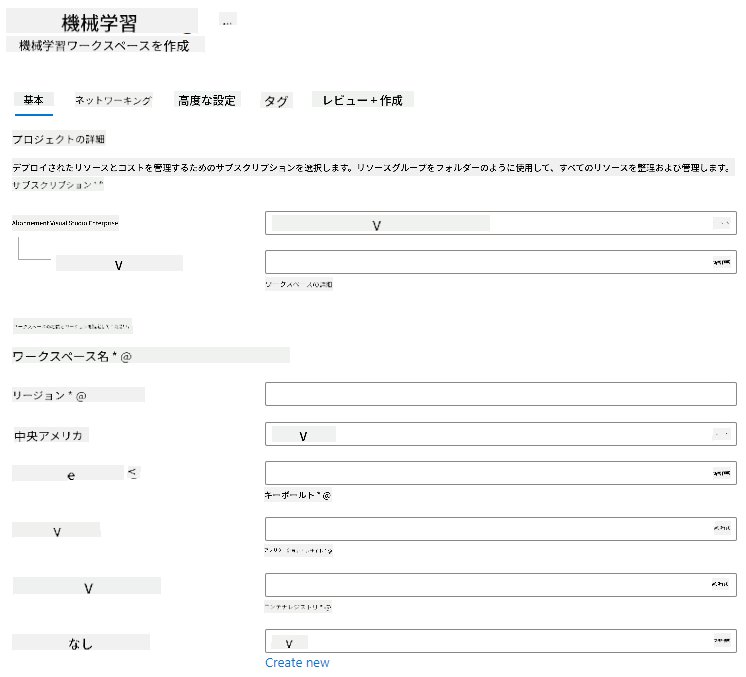 機械学習
...
機械学習ワークスペースを作成
基本 ネットワーキング 高度な設定 タグ レビュー + 作成
プロジェクトの詳細
デプロイされたリソースとコストを管理するためのサブスクリプションを選択します。リソースグループをフォルダーのように使用して、すべてのリソースを整理および管理します。
サブスクリプション * *
Abonnement Visual Studio Enterprise V
V
ワークスペースの詳細
ワークスペース名 * @
リージョン * @
中央アメリカ V
e
キーボールト * @
V
V
コンテナレジストリ * @
なし V
Create new